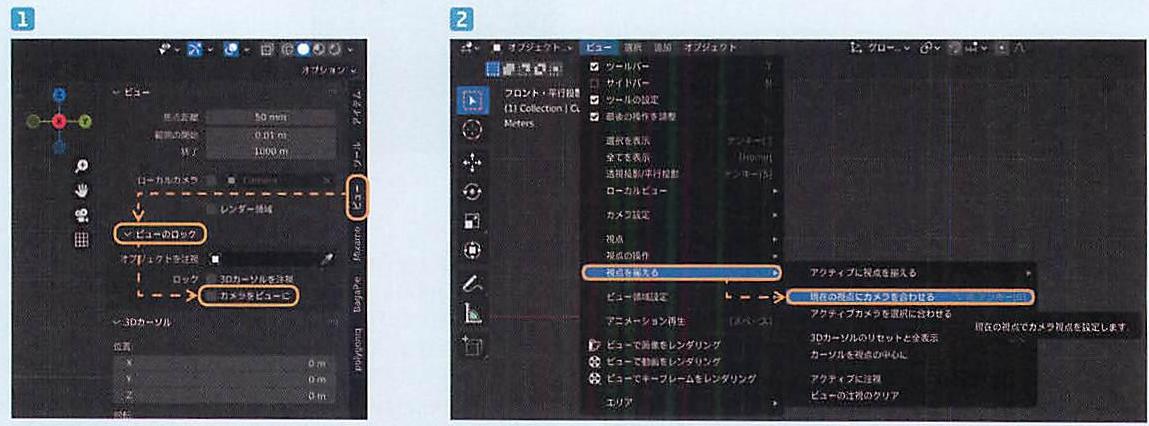 1
オプション
ビュー
焦点距離 50 mm
範囲の開始 0.01 m
終了 1000 m
ローカルカメラ
レンダー領域
ビューのロック
オブジェクトを注視
ロック 3Dカーソルを注視
カメラをビューに
3Dカーソル
位置:
X 0 m
Y 0 m
Z 0 m
アイテム
ツール
ビュー
Mixamo
BagaPie
polygoniq
2
オブジェクト.. ビュー 選択 追加 オブジェクト グロー..
ツールバー T
サイドバー N
ツールの設定
最後の操作を調整
フロント・平行投影
(1) Collection | Cu
Meters
選択を表示
全てを表示 [Home]
透視投影/平行投影 テンキー[5]
ローカルビュー
カメラ設定
視点
視点の操作
視点を揃える
ビュー領域設定
アニメーション再生 [スペース]
ビューで画像をレンダリング
ビューで動画をレンダリング
ビューでキーフレームをレンダリング
エリア
アクティブに視点を揃える
現在の視点にカメラを合わせる
アクティブカメラを選択に合わせる
3Dカーソルのリセットと全表示
カーソルを視点の中心に
アクティブに注視
ビューの注視のクリア
現在の視点でカメラ視点を設定します.